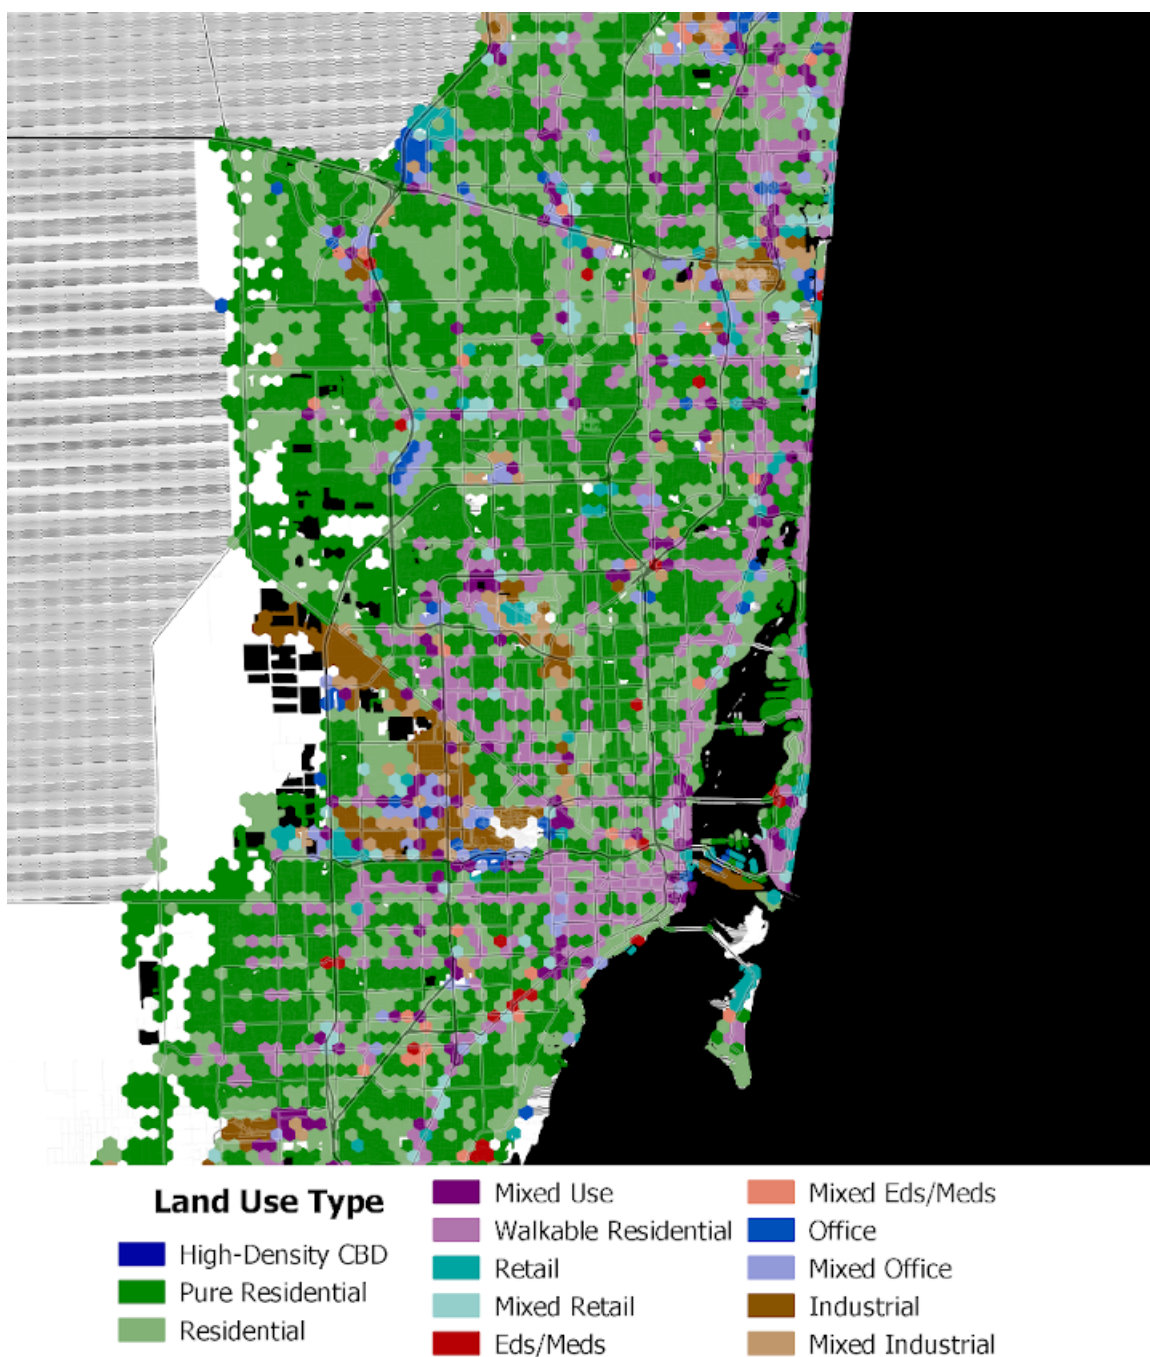 Land Use Type
High-Density CBD
Pure Residential
Residential
Mixed Use
Walkable Residential
Retail
Mixed Retail
Eds/Meds
Mixed Eds/Meds
Office
Mixed Office
Industrial
Mixed Industrial